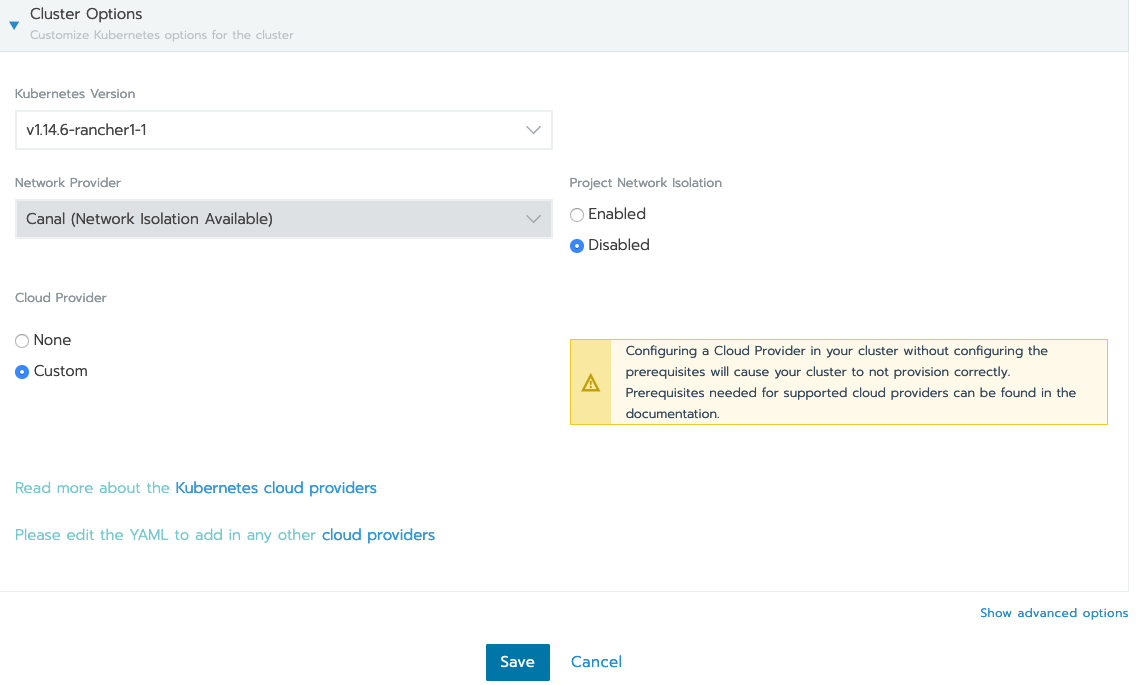 Cluster Options
Customize Kubernetes options for the cluster
Kubernetes Version
v1.14.6-rancher1-1
Network Provider
Canal (Network Isolation Available)
Project Network Isolation
Enabled
Disabled
Cloud Provider
None
Custom
Configuring a Cloud Provider in your cluster without configuring the
prerequisites will cause your cluster to not provision correctly.
Prerequisites needed for supported cloud providers can be found in the
documentation.
Read more about the Kubernetes cloud providers
Please edit the YAML to add in any other cloud providers
Show advanced options
Save
Cancel